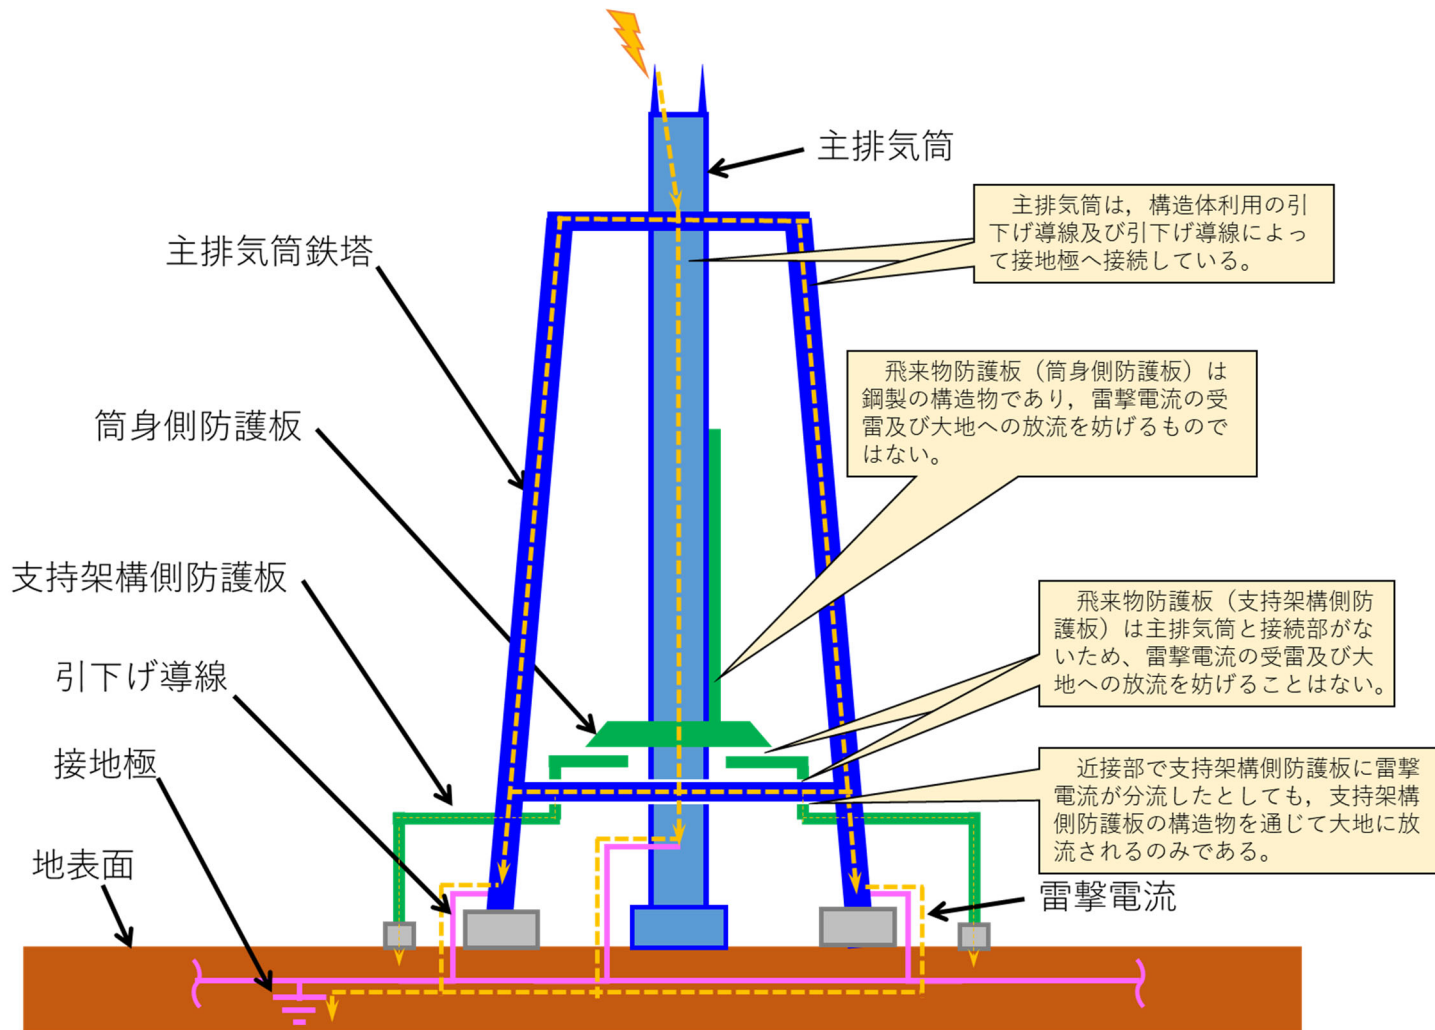 主排気筒
主排気筒は，構造体利用の引
下げ導線及び引下げ導線によっ
て接地極へ接続している。
主排気筒鉄塔
飛来物防護板（筒身側防護板）は
鋼製の構造物であり，雷撃電流の受
雷及び大地への放流を妨げるもので
はない。
筒身側防護板
支持架構側防護板
飛来物防護板（支持架構側防
護板）は主排気筒と接続部がな
いため、雷撃電流の受雷及び大
地への放流を妨げることはない。
引下げ導線
接地極
近接部で支持架構側防護板に雷撃
電流が分流したとしても，支持架構
側防護板の構造物を通じて大地に放
流されるのみである。
地表面
雷撃電流